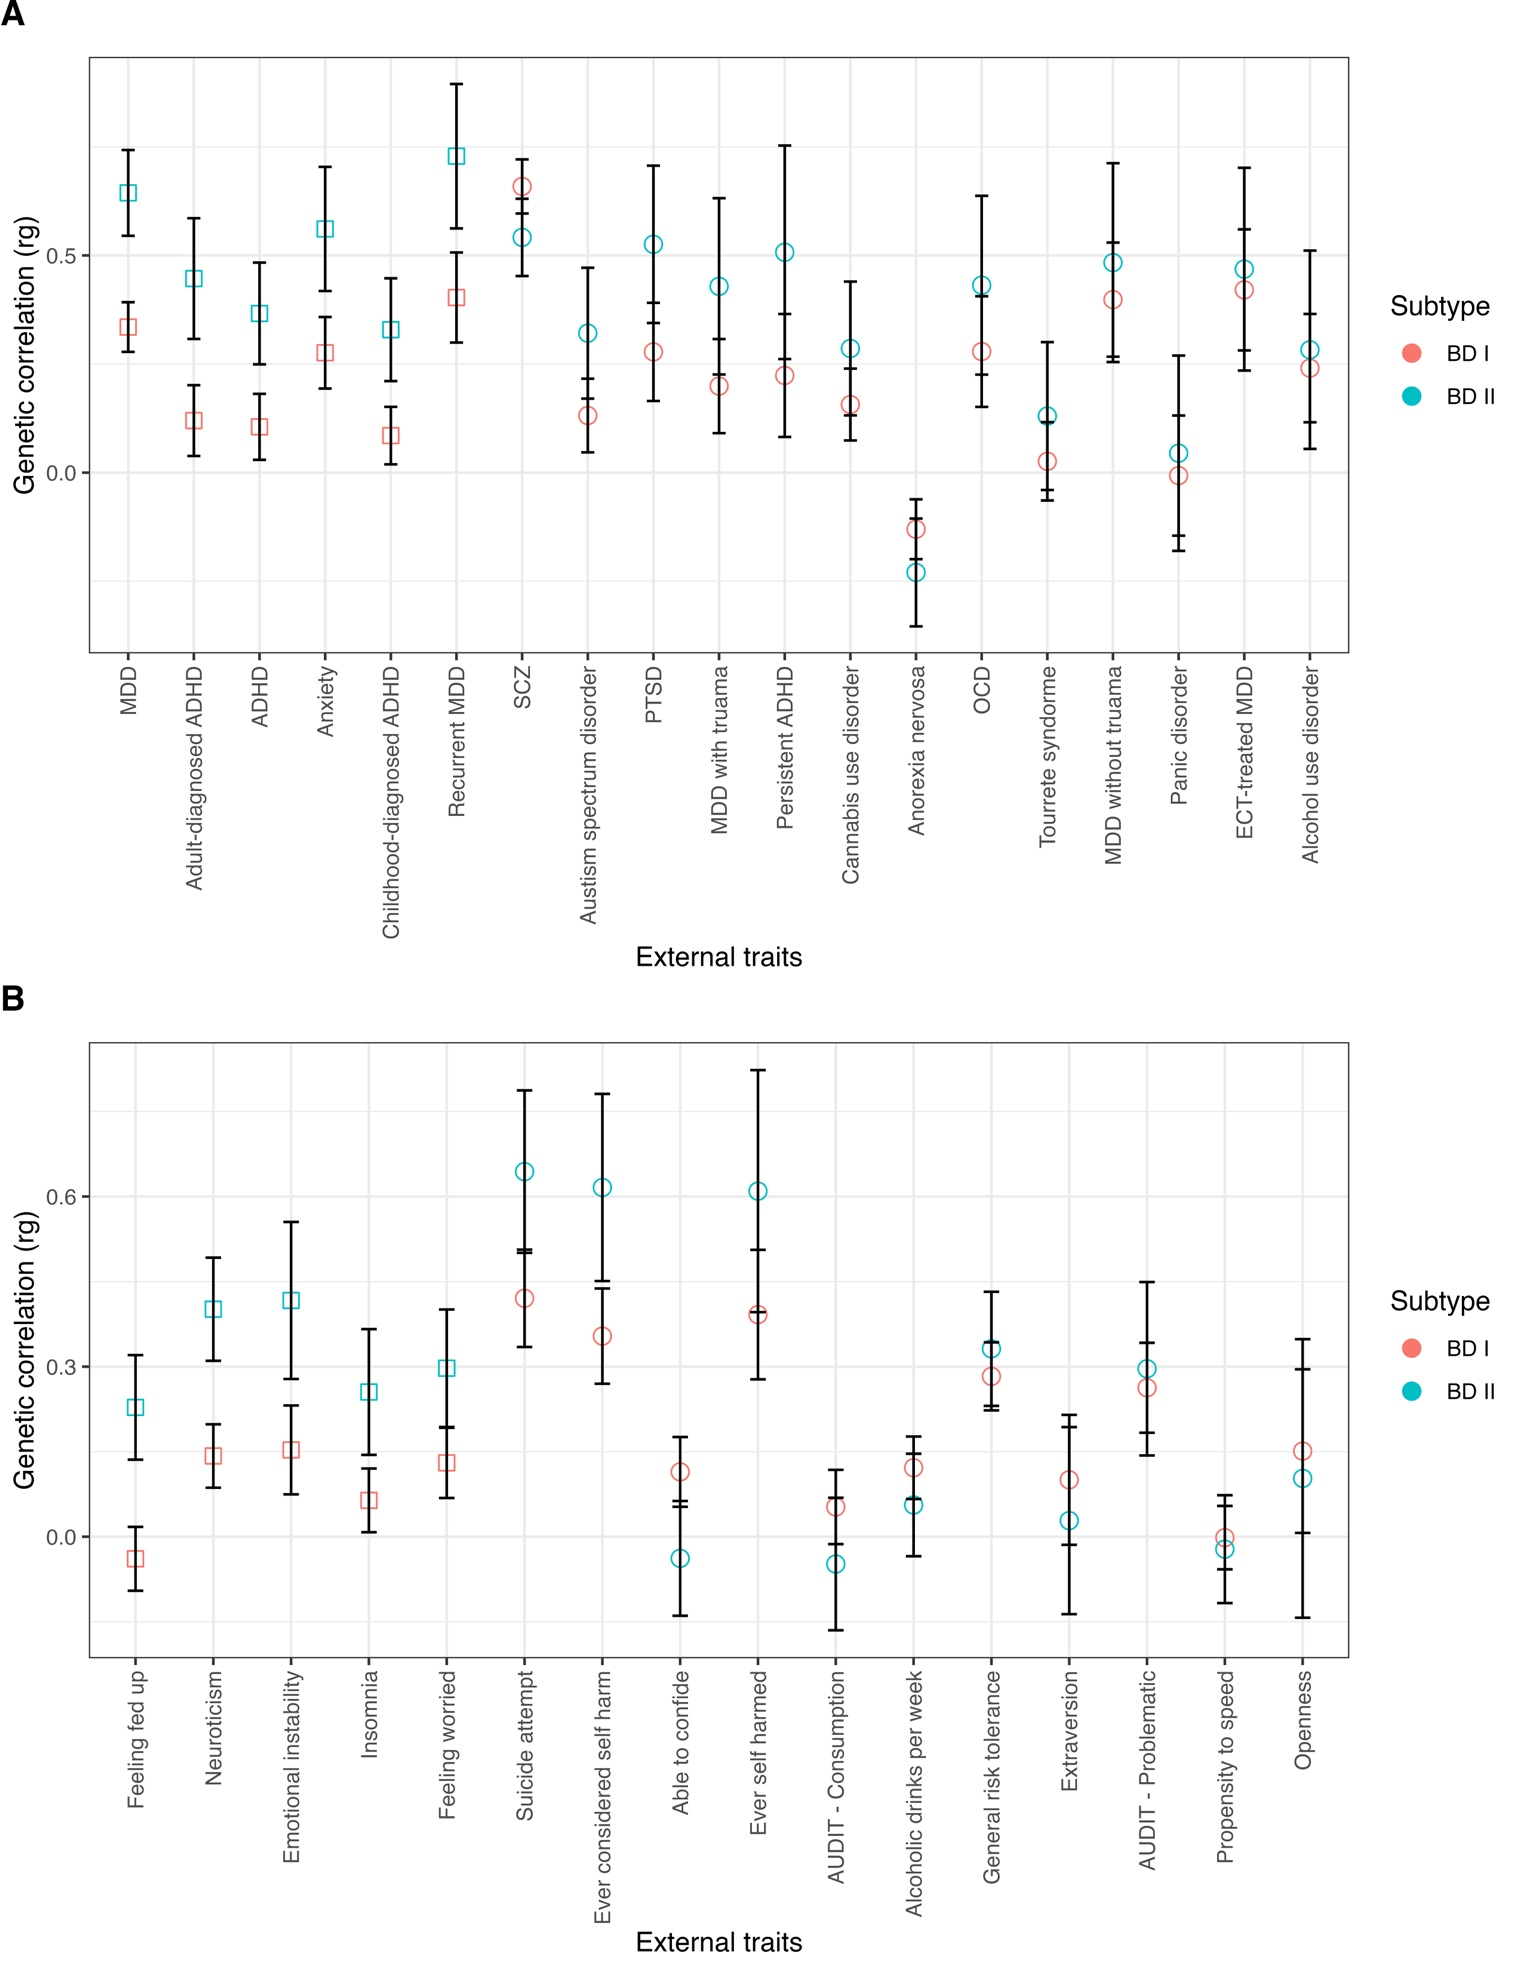 A
Genetic correlation (rg)
0.5
0.0
MDD
Adult-diagnosed ADHD
ADHD
Anxiety
Childhood-diagnosed ADHD
Recurrent MDD
SCZ
Austism spectrum disorder
PTSD
MDD with truama
Persistent ADHD
Cannabis use disorder
Anorexia nervosa
OCD
Tourrete syndorme
MDD without truama
Panic disorder
ECT-treated MDD
Alcohol use disorder
External traits
Subtype
BD I
BD II
B
Genetic correlation (rg)
0.6
0.3
0.0
Feeling fed up
Neuroticism
Emotional instability
Insomnia
Feeling worried
Suicide attempt
Ever considered self harm
Able to confide
Ever self harmed
AUDIT - Consumption
Alcoholic drinks per week
General risk tolerance
Extraversion
AUDIT - Problematic
Propensity to speed
Openness
External traits
Subtype
BD I
BD II